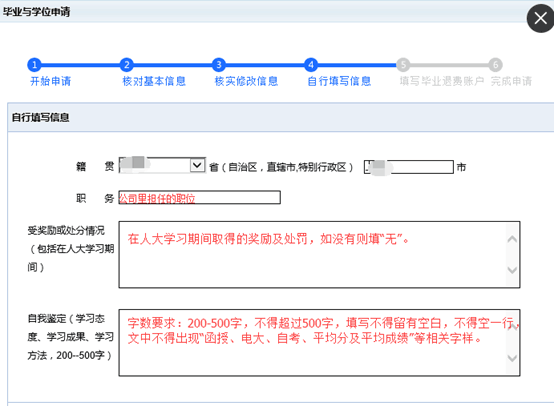 毕业与学位申请
1 2 3 4 5 6
开始申请 核对基本信息 核实修改信息 自行填写信息 填写毕业退费账户 完成申请
自行填写信息
籍 贯 省（自治区，直辖市,特别行政区） 市
职 务 公司里担任的职位
受奖励或处分情况
（包括在人大学习期
间）
在人大学习期间取得的奖励及处罚，如没有则填“无”。
自我鉴定（学习态
度、学习成果、学习
方法，200--500字）
字数要求：200-500字，不得超过500字，填写不得留有空白，不得空一行，
文中不得出现“函授、电大、自考、平均分及平均成绩”等相关字样。